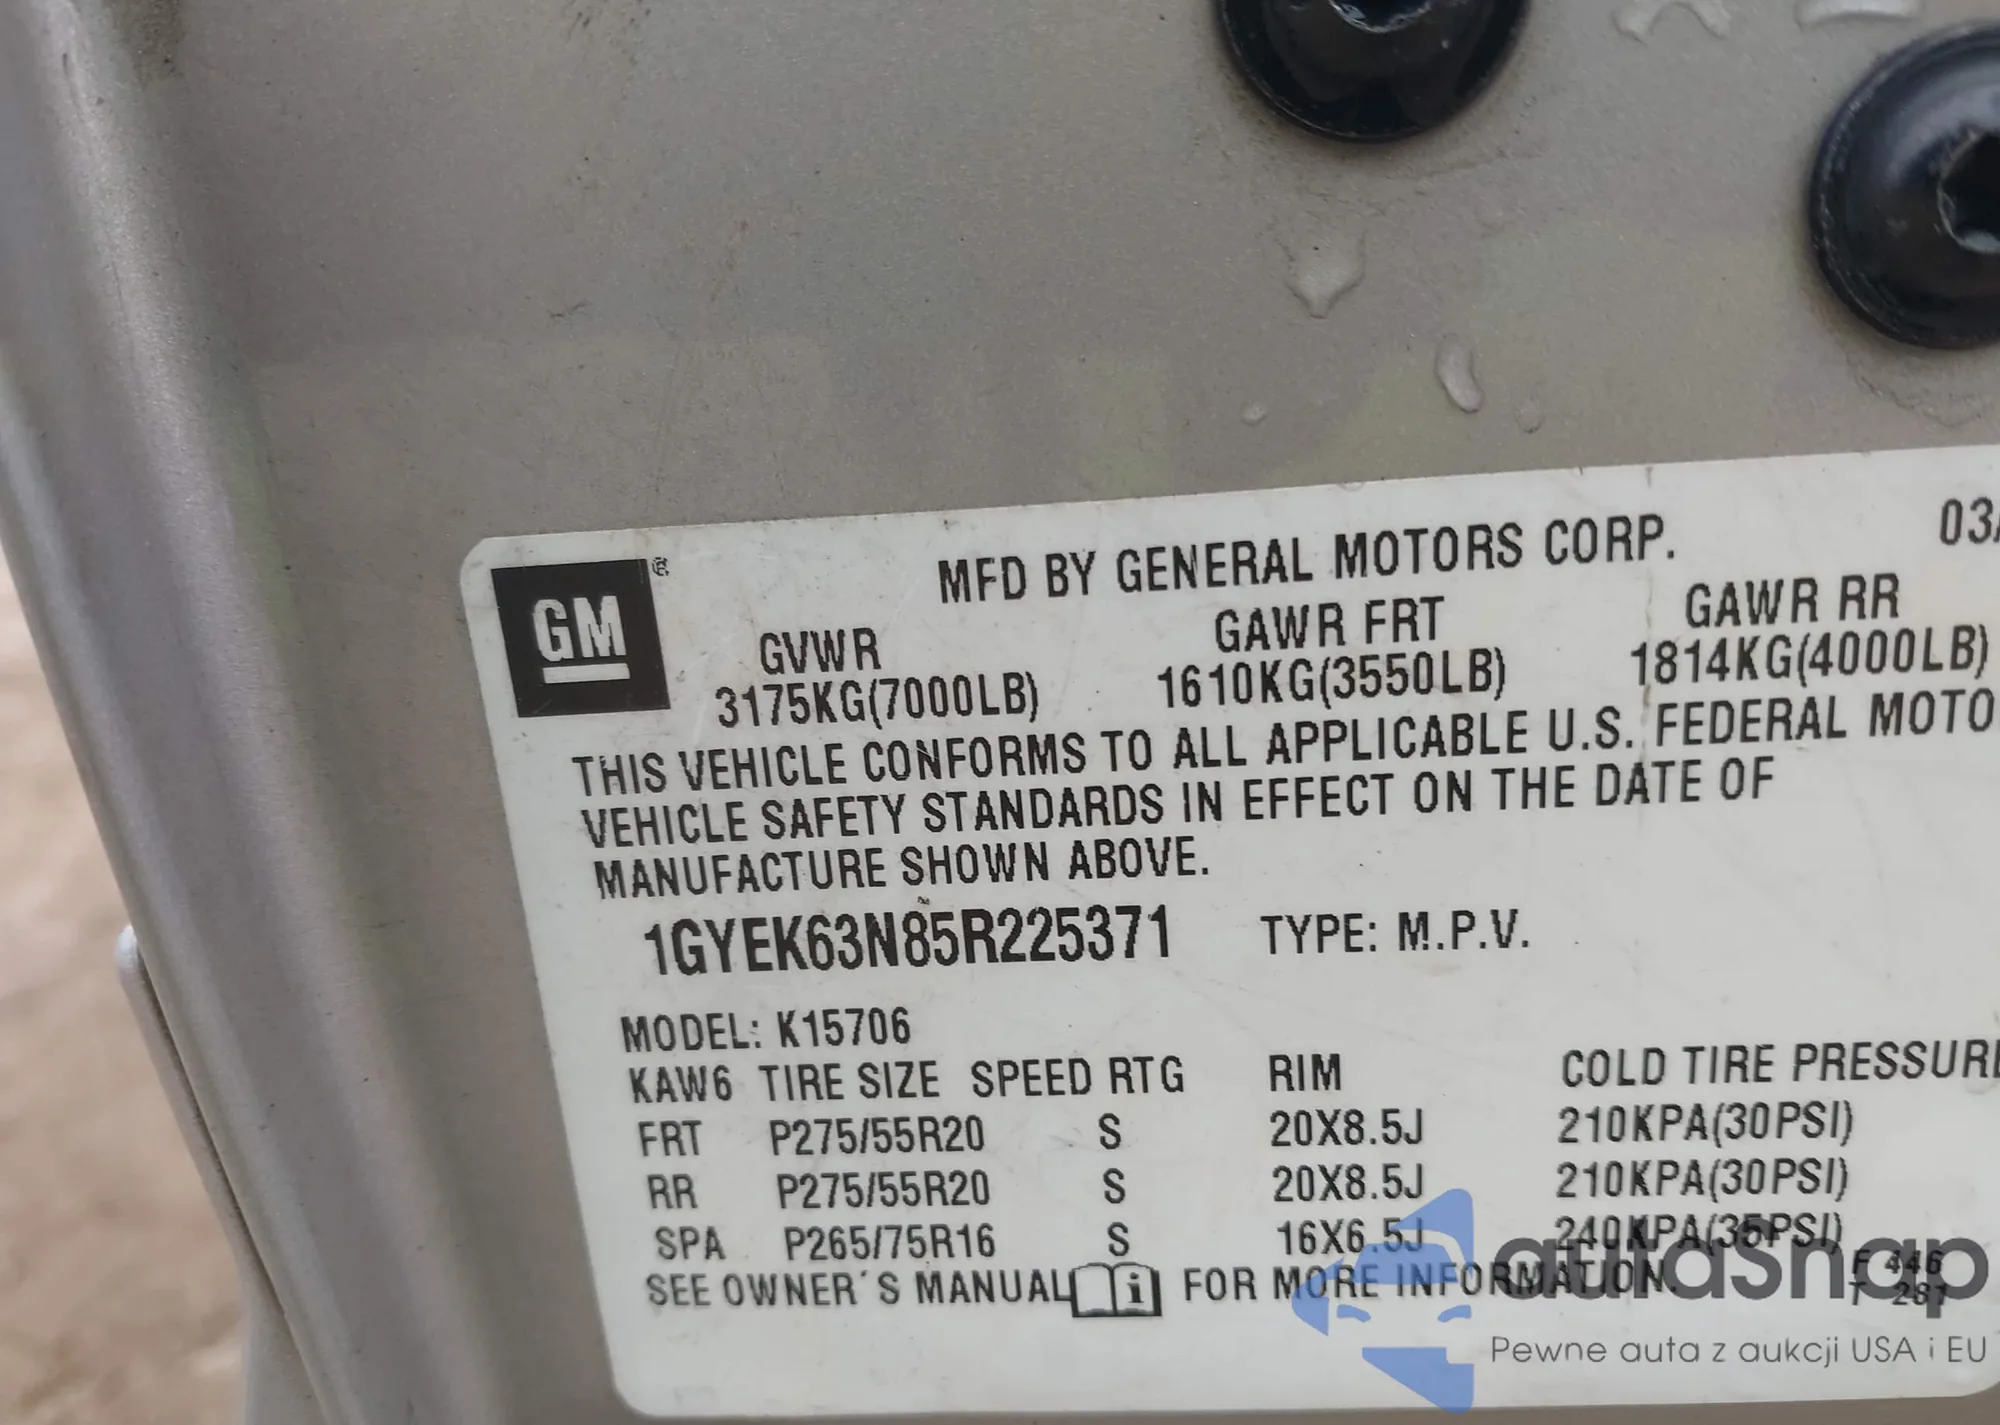 MFD BY GENERAL MOTORS CORP. 03/
GM ®
GVWR GAWR FRT GAWR RR
3175KG(7000LB) 1610KG(3550LB) 1814KG(4000LB)
THIS VEHICLE CONFORMS TO ALL APPLICABLE U.S. FEDERAL MOTO
VEHICLE SAFETY STANDARDS IN EFFECT ON THE DATE OF
MANUFACTURE SHOWN ABOVE.
1GYEK63N85R225371 TYPE: M.P.V.
MODEL: K15706
KAW6 TIRE SIZE SPEED RTG RIM COLD TIRE PRESSURE
FRT P275/55R20 S 20X8.5J 210KPA(30PSI)
RR P275/55R20 S 20X8.5J 210KPA(30PSI)
SPA P265/75R16 S 16X6.5J 240KPA(35PSI)
SEE OWNER´S MANUAL i FOR MORE INFORMATION. F 446
T 281
autoSnap
Pewne auta z aukcji USA i EU